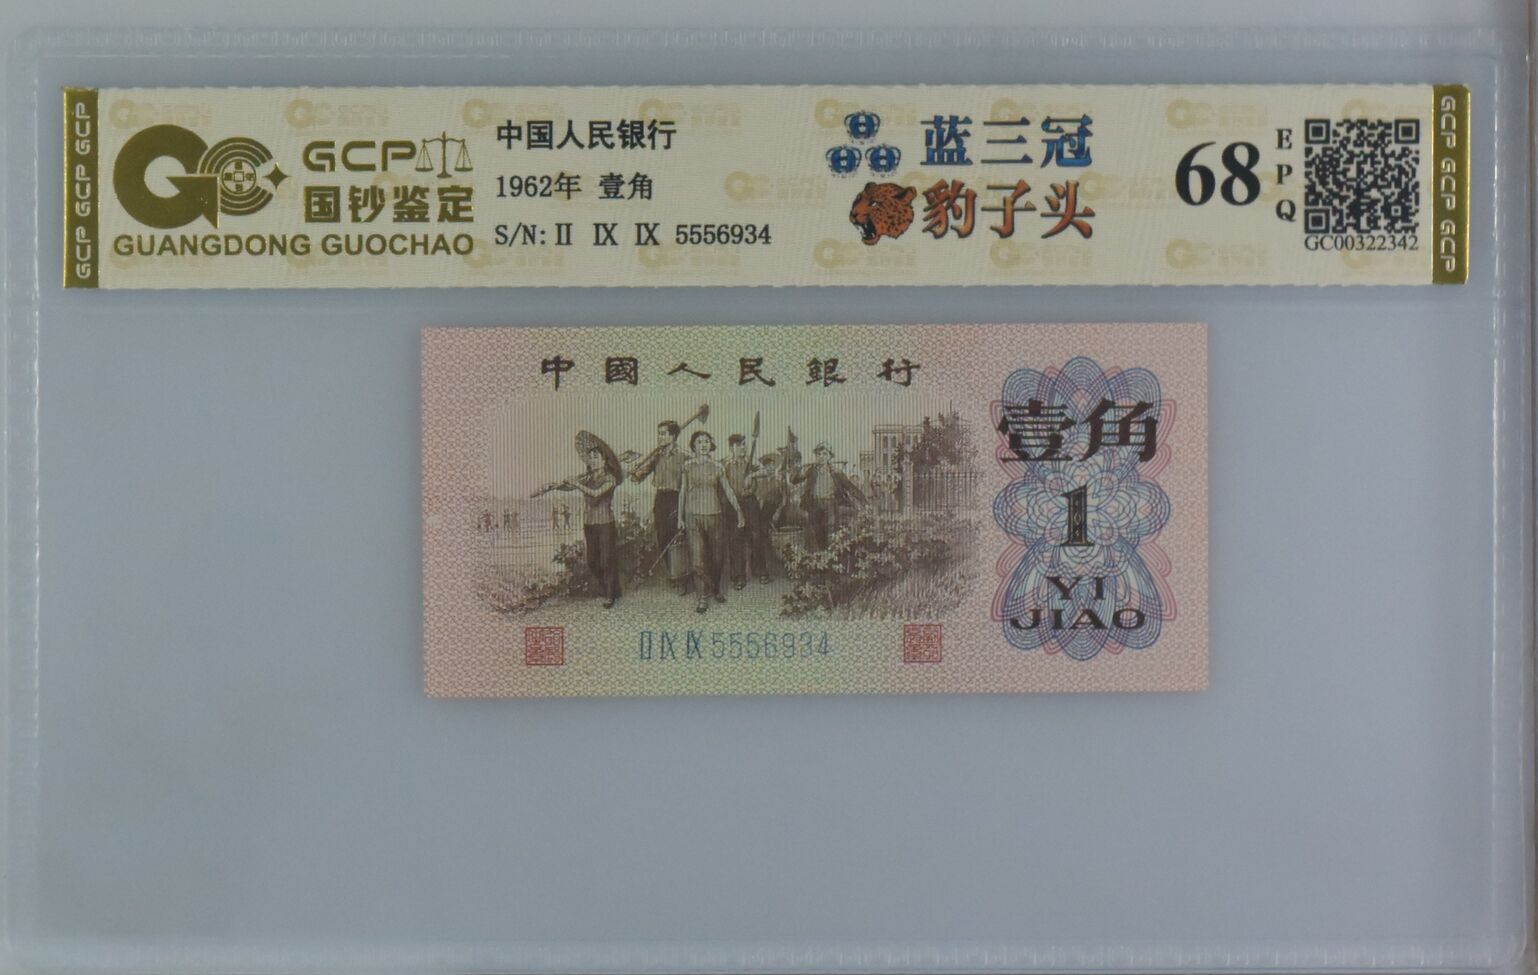 GCP GCP GCP
GCP
国钞鉴定
GUANGDONG GUOCHAO
中国人民银行
1962年 壹角
S/N: II IX IX 5556934
蓝三冠
豹子头
68
EPQ
GC00322342
GCP GCP GCP
中國人民銀行
壹角
1
YI
JIAO
II IX IX 5556934